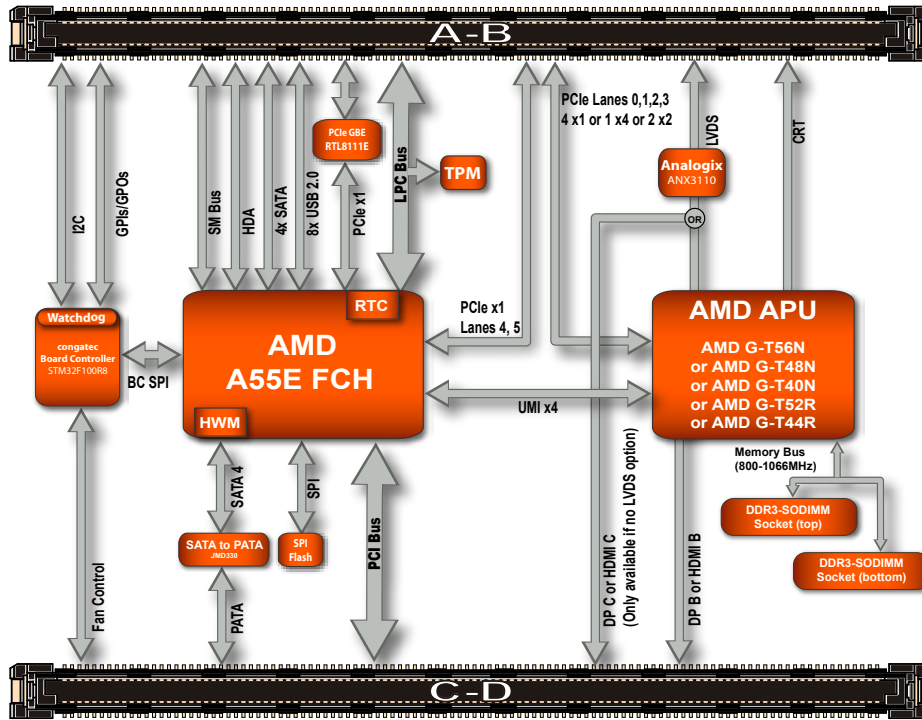 A-B
I2C
GPIs/GPOs
SM Bus
HDA
4x SATA
8x USB 2.0
PCIe GBE
RTL8111E
PCIe x1
LPC Bus
TPM
PCIe Lanes 0,1,2,3
4 x1 or 1 x4 or 2 x2
LVDS
Analogix
ANX3110
OR
CRT
Watchdog
congatec
Board Controller
STM32F100R8
BC SPI
RTC
AMD
A55E FCH
HWM
PCIe x1
Lanes 4, 5
UMI x4
AMD APU
AMD G-T56N
or AMD G-T48N
or AMD G-T40N
or AMD G-T52R
or AMD G-T44R
Memory Bus
(800-1066MHz)
DDR3-SODIMM
Socket (top)
DDR3-SODIMM
Socket (bottom)
Fan Control
SATA 4
SATA to PATA
JMD330
PATA
SPI
SPI
Flash
PCI Bus
DP C or HDMI C
(Only available if no LVDS option)
DP B or HDMI B
C-D